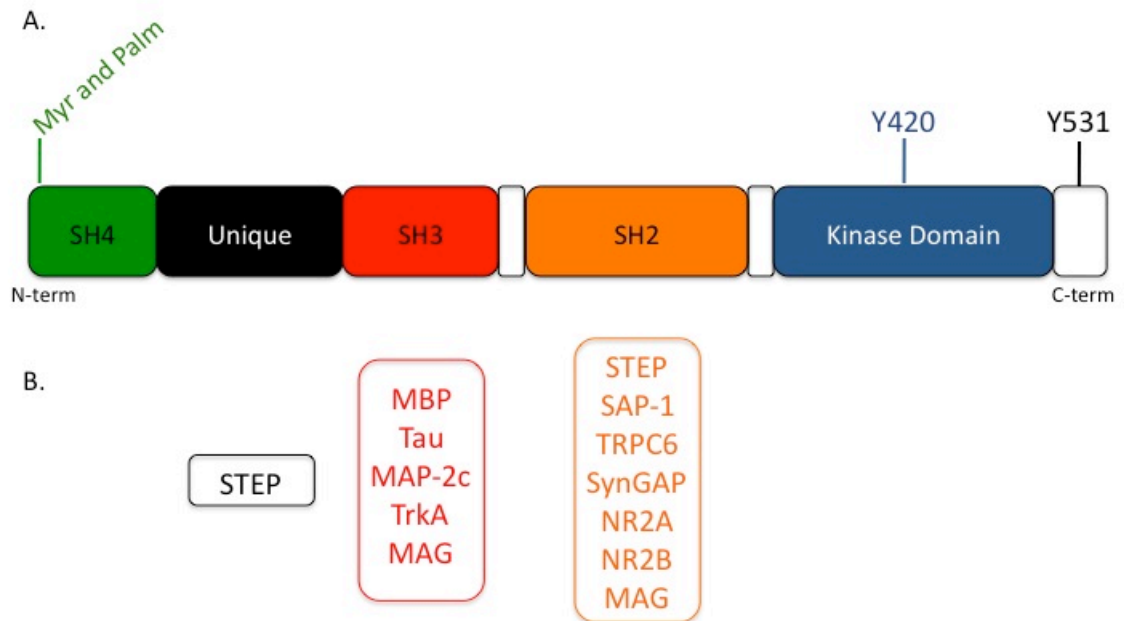 A.
Myr and Palm
Y420
Y531
SH4
Unique
SH3
SH2
Kinase Domain
N-term
C-term
B.
STEP
MBP
Tau
MAP-2c
TrkA
MAG
STEP
SAP-1
TRPC6
SynGAP
NR2A
NR2B
MAG